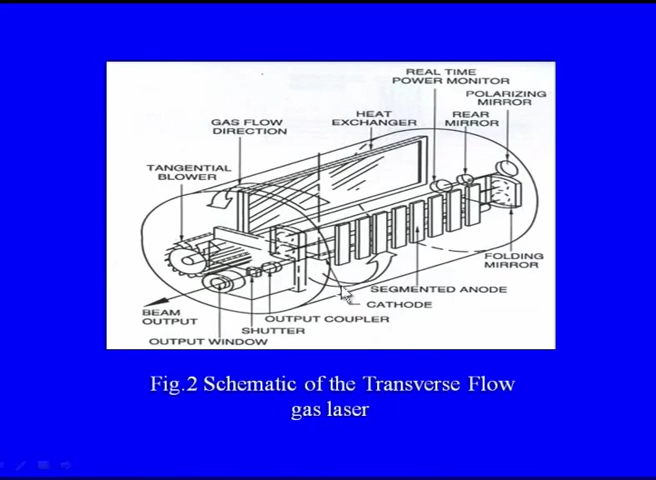 REAL TIME
POWER MONITOR
POLARIZING
MIRROR
HEAT
EXCHANGER
REAR
MIRROR
GAS FLOW
DIRECTION
TANGENTIAL
BLOWER
FOLDING
MIRROR
SEGMENTED ANODE
CATHODE
BEAM
OUTPUT
OUTPUT COUPLER
SHUTTER
OUTPUT WINDOW
Fig.2 Schematic of the Transverse Flow
gas laser